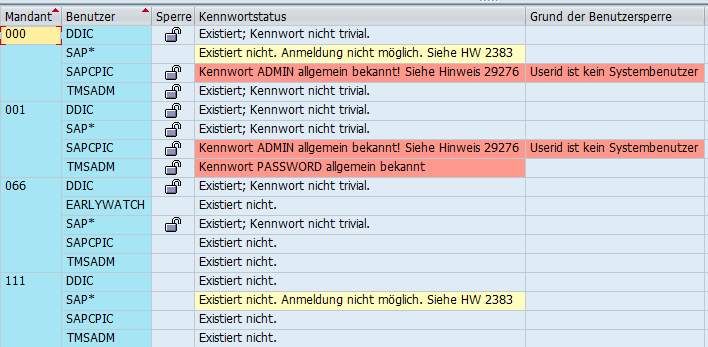 Mandant Benutzer Sperre Kennwortstatus Grund der Benutzersperre
000 DDIC Existiert; Kennwort nicht trivial.
SAP* Existiert nicht. Anmeldung nicht möglich. Siehe HW 2383
SAPCPIC Kennwort ADMIN allgemein bekannt! Siehe Hinweis 29276 Userid ist kein Systembenutzer
TMSADM Existiert; Kennwort nicht trivial.
001 DDIC Existiert; Kennwort nicht trivial.
SAP* Existiert; Kennwort nicht trivial.
SAPCPIC Kennwort ADMIN allgemein bekannt! Siehe Hinweis 29276 Userid ist kein Systembenutzer
TMSADM Kennwort PASSWORD allgemein bekannt
066 DDIC Existiert; Kennwort nicht trivial.
EARLYWATCH Existiert nicht.
SAP* Existiert; Kennwort nicht trivial.
SAPCPIC Existiert nicht.
TMSADM Existiert nicht.
111 DDIC Existiert nicht.
SAP* Existiert nicht. Anmeldung nicht möglich. Siehe HW 2383
SAPCPIC Existiert nicht.
TMSADM Existiert nicht.